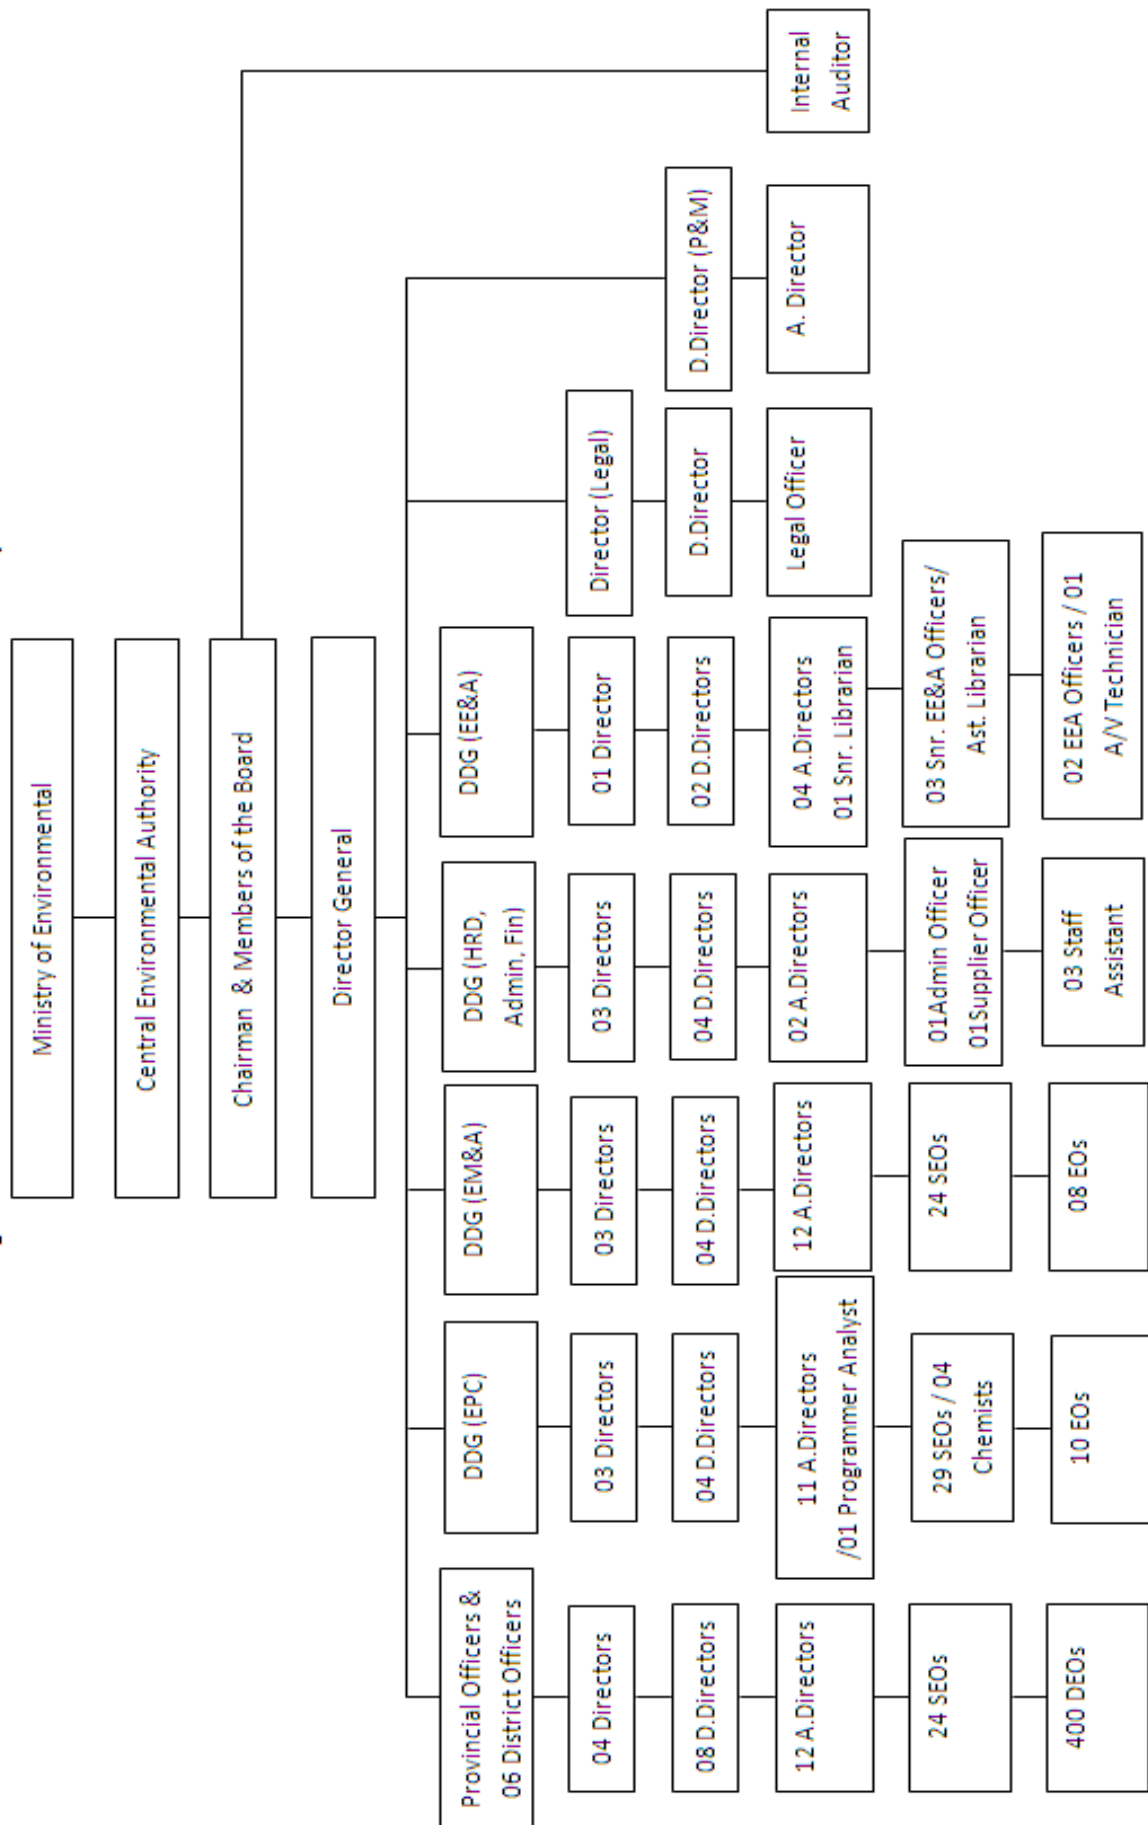 Ministry of Environmental
Central Environmental Authority
Chairman & Members of the Board
Director General
Provincial Officers &
06 District Officers
DDG (EPC)
DDG (EM&A)
DDG (HRD,
Admin, Fin)
DDG (EE&A)
04 Directors
03 Directors
03 Directors
03 Directors
01 Director
Director (Legal)
08 D.Directors
04 D.Directors
04 D.Directors
04 D.Directors
02 D.Directors
D.Director
D.Director (P&M)
12 A.Directors
11 A.Directors
/01 Programmer Analyst
12 A.Directors
02 A.Directors
04 A.Directors
01 Snr. Librarian
Legal Officer
A. Director
Internal
Auditor
24 SEOs
29 SEOs / 04
Chemists
24 SEOs
01Admin Officer
01Supplier Officer
03 Snr. EE&A Officers/
Ast. Librarian
400 DEOs
10 EOs
08 EOs
03 Staff
Assistant
02 EEA Officers / 01
A/V Technician